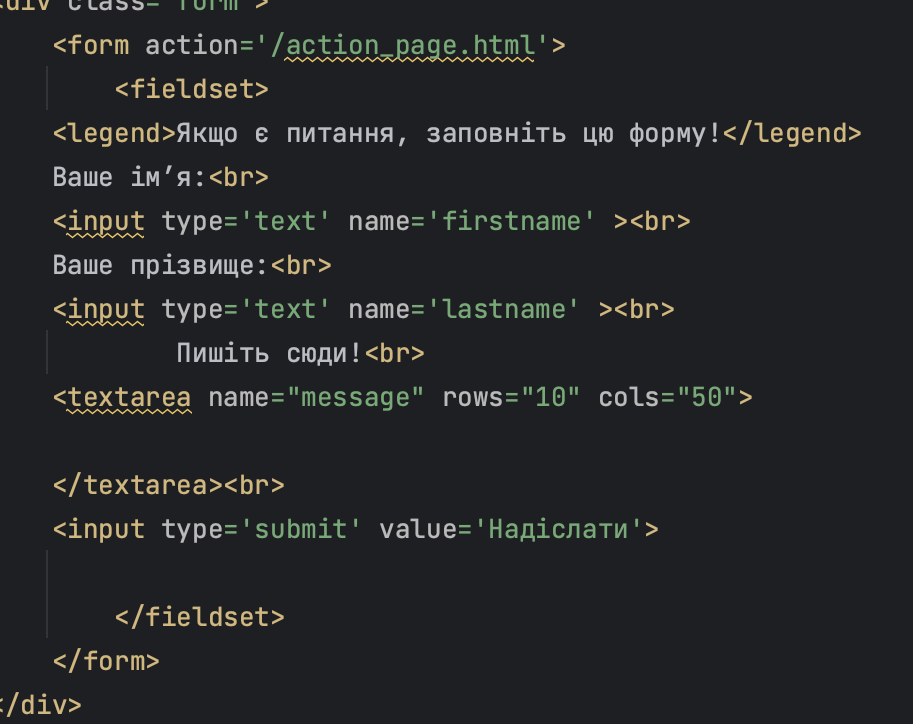 <div class="form">
<form action='/action_page.html'>
<fieldset>
<legend>Якщо є питання, заповніть цю форму!</legend>
Ваше ім’я:<br>
<input type='text' name='firstname' ><br>
Ваше прізвище:<br>
<input type='text' name='lastname' ><br>
Пишіть сюди!<br>
<textarea name="message" rows="10" cols="50">
</textarea><br>
<input type='submit' value='Надіслати'>
</fieldset>
</form>
</div>